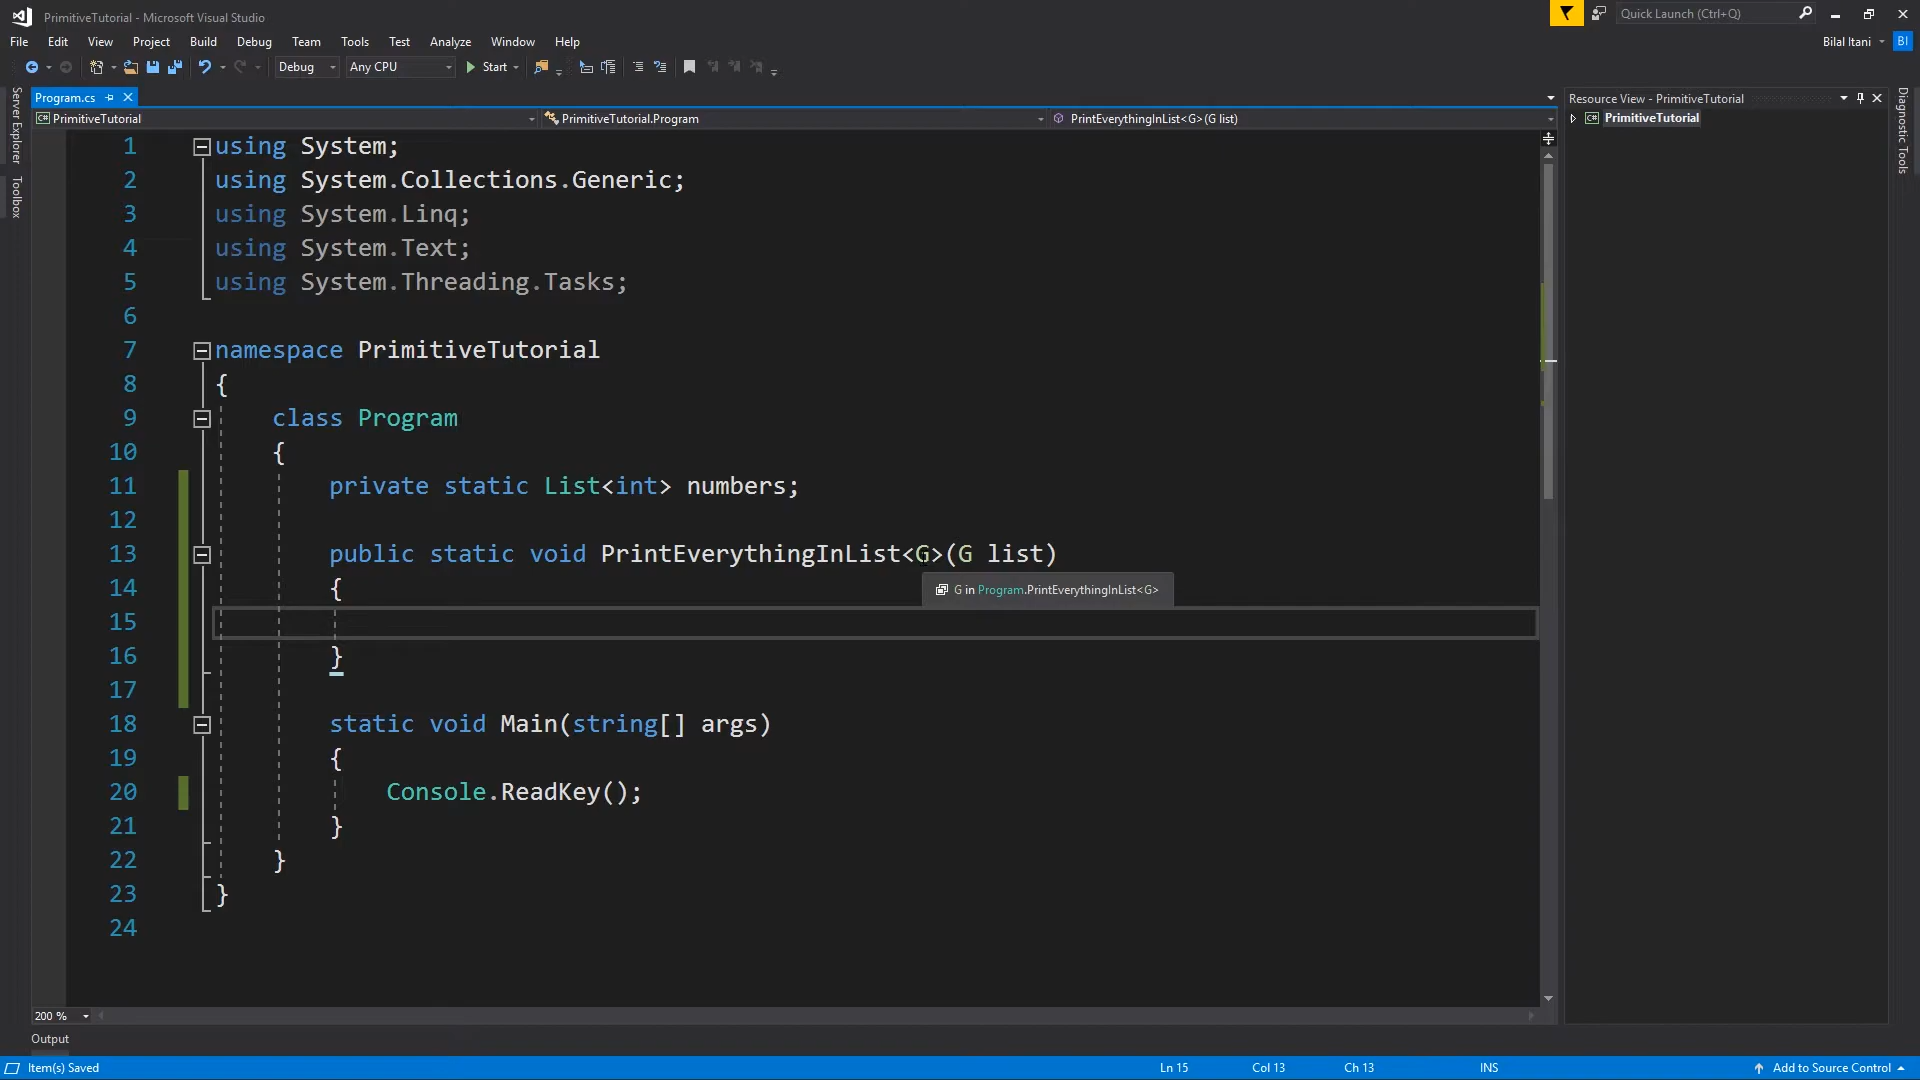 PrimitiveTutorial - Microsoft Visual Studio
Quick Launch (Ctrl+Q)
File Edit View Project Build Debug Team Tools Test Analyze Window Help
Bilal Itani BI
Debug Any CPU Start
Program.cs
Resource View - PrimitiveTutorial
PrimitiveTutorial PrimitiveTutorial.Program PrintEverythingInList<G>(G list)
C# PrimitiveTutorial
Server Explorer
Toolbox
Diagnostic Tools
1 using System;
2 using System.Collections.Generic;
3 using System.Linq;
4 using System.Text;
5 using System.Threading.Tasks;
6
7 namespace PrimitiveTutorial
8 {
9 class Program
10 {
11 private static List<int> numbers;
12
13 public static void PrintEverythingInList<G>(G list)
14 {
G in Program.PrintEverythingInList<G>
15
16 }
17
18 static void Main(string[] args)
19 {
20 Console.ReadKey();
21 }
22 }
23 }
24
200 %
Output
Item(s) Saved Ln 15 Col 13 Ch 13 INS Add to Source Control